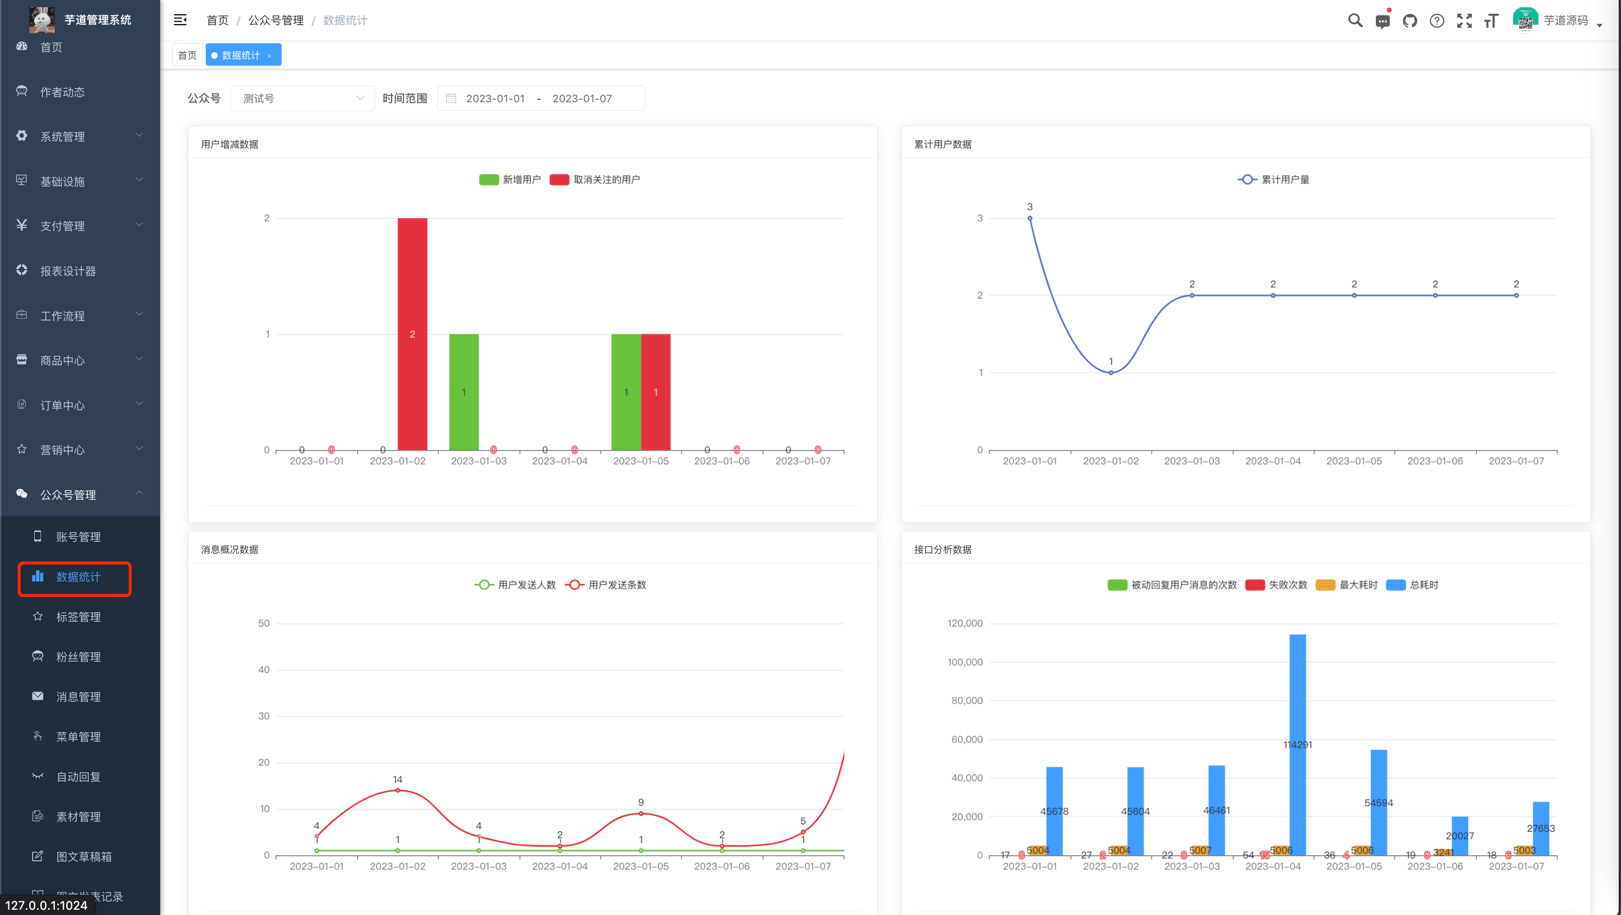 芋道管理系统
首页
作者动态
系统管理
基础设施
支付管理
报表设计器
工作流程
商品中心
订单中心
营销中心
公众号管理
账号管理
数据统计
标签管理
粉丝管理
消息管理
菜单管理
自动回复
素材管理
图文草稿箱
表记录
127.0.0.1:1024
首页 / 公众号管理 / 数据统计
芋道源码
首页
数据统计 ×
公众号 测试号 时间范围 2023-01-01 - 2023-01-07
用户增减数据
新增用户 取消关注的用户
2
1
0
2
1
1 1
0 0 0 0 0 0 0 0 0 0
2023-01-01 2023-01-02 2023-01-03 2023-01-04 2023-01-05 2023-01-06 2023-01-07
累计用户数据
累计用户量
3
2
1
0
3 1 2 2 2 2 2
2023-01-01 2023-01-02 2023-01-03 2023-01-04 2023-01-05 2023-01-06 2023-01-07
消息概况数据
用户发送人数 用户发送条数
50
40
30
20
10
0
4 14 4 2 9 2 5
1 1 1 1 1 1 1
2023-01-01 2023-01-02 2023-01-03 2023-01-04 2023-01-05 2023-01-06 2023-01-07
接口分析数据
被动回复用户消息的次数 失败次数 最大耗时 总耗时
120,000
100,000
80,000
60,000
40,000
20,000
0
45678 45604 46461 114291 54594 20027 27653
17 5004 27 5004 22 5007 54 5006 36 5006 19 3241 18 5003
2023-01-01 2023-01-02 2023-01-03 2023-01-04 2023-01-05 2023-01-06 2023-01-07